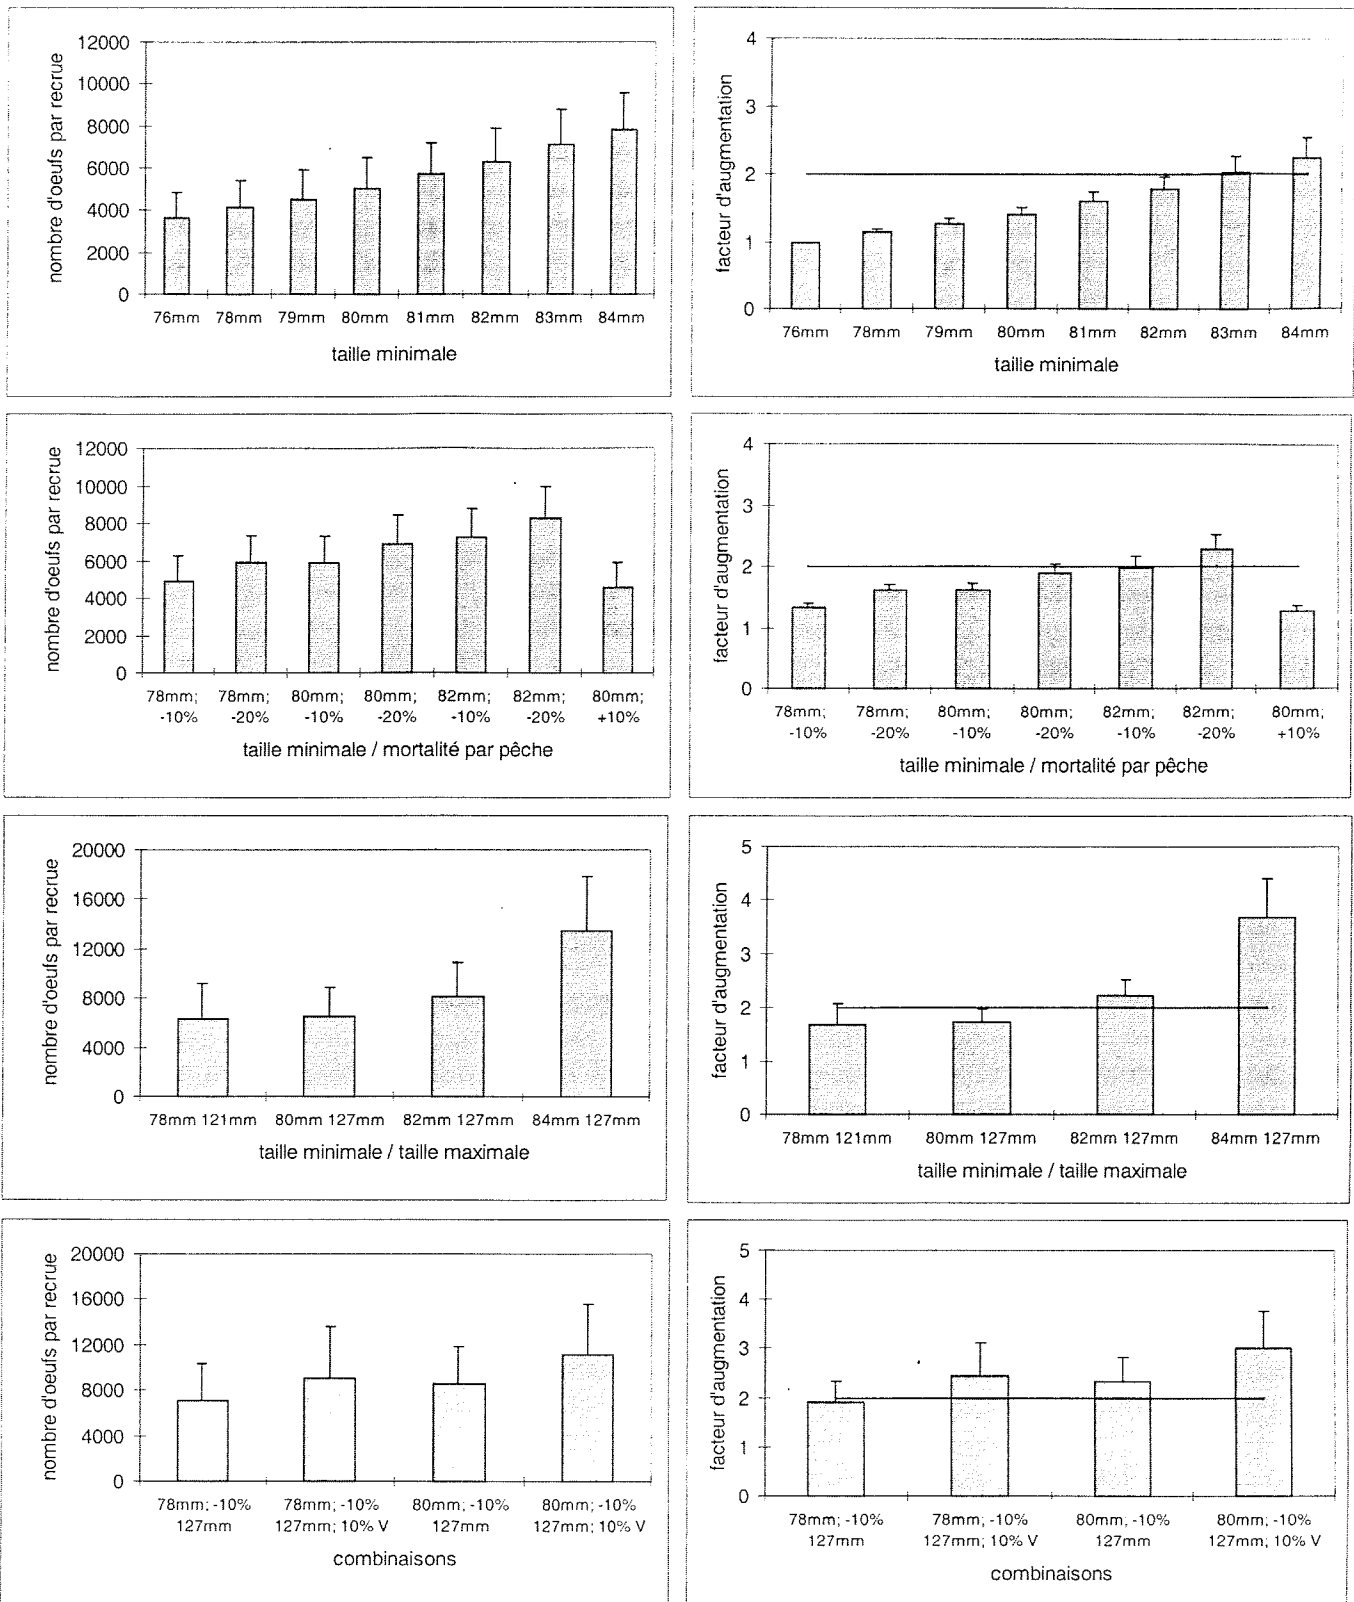 nombre d'oeufs par recrue
12000
10000
8000
6000
4000
2000
0
76mm 78mm 79mm 80mm 81mm 82mm 83mm 84mm
taille minimale
facteur d'augmentation
4
3
2
1
0
76mm 78mm 79mm 80mm 81mm 82mm 83mm 84mm
taille minimale
nombre d'oeufs par recrue
12000
10000
8000
6000
4000
2000
0
78mm; 78mm; 80mm; 80mm; 82mm; 82mm; 80mm;
-10% -20% -10% -20% -10% -20% +10%
taille minimale / mortalité par pêche
facteur d'augmentation
4
3
2
1
0
78mm; 78mm; 80mm; 80mm; 82mm; 82mm; 80mm;
-10% -20% -10% -20% -10% -20% +10%
taille minimale / mortalité par pêche
nombre d'oeufs par recrue
20000
16000
12000
8000
4000
0
78mm 121mm 80mm 127mm 82mm 127mm 84mm 127mm
taille minimale / taille maximale
facteur d'augmentation
5
4
3
2
1
0
78mm 121mm 80mm 127mm 82mm 127mm 84mm 127mm
taille minimale / taille maximale
nombre d'oeufs par recrue
20000
16000
12000
8000
4000
0
78mm; -10% 78mm; -10% 80mm; -10% 80mm; -10%
127mm 127mm; 10% V 127mm 127mm; 10% V
combinaisons
facteur d'augmentation
5
4
3
2
1
0
78mm; -10% 78mm; -10% 80mm; -10% 80mm; -10%
127mm 127mm; 10% V 127mm 127mm; 10% V
combinaisons